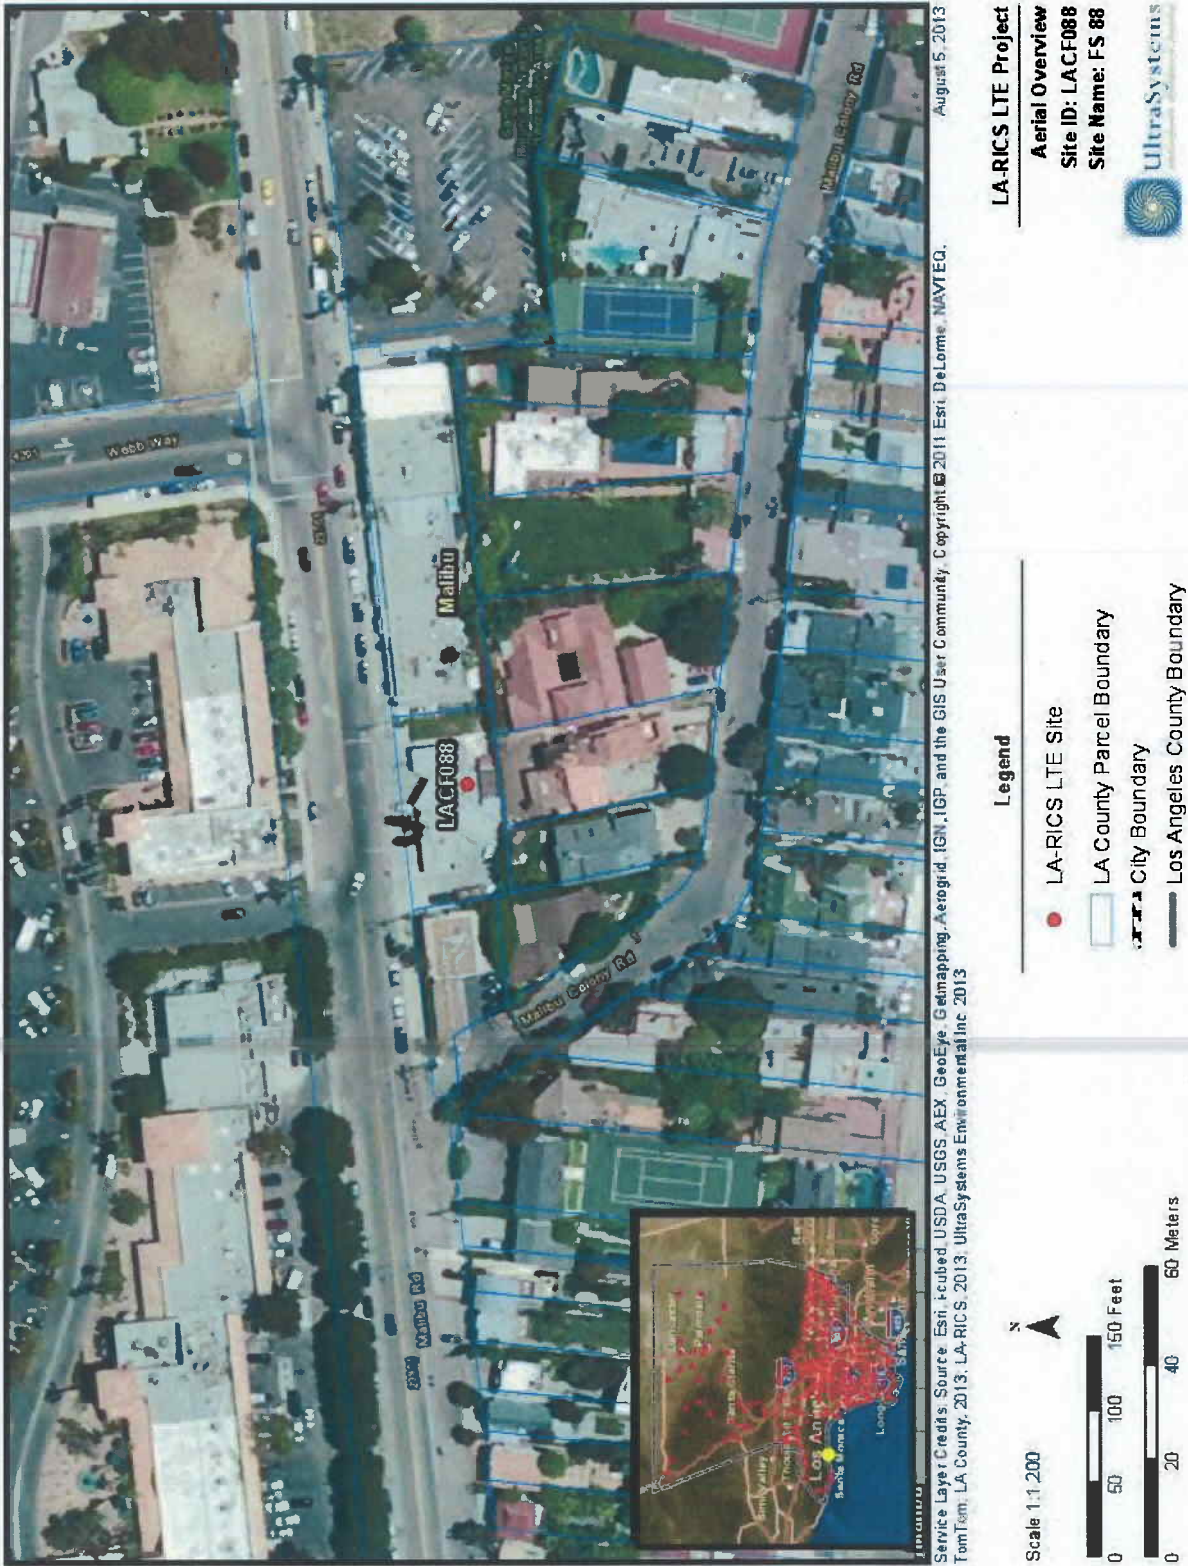 Webb Way
Malibu
LACF088
Malibu Colony Rd
Malibu Colony Rd
Malibu Rd
Service Layer Credits: Source: Esri, i-cubed, USDA, USGS, AEX, GeoEye, Getmapping, Aerogrid, IGN, IGP, and the GIS User Community, Copyright:© 2011 Esri, DeLorme, NAVTEQ,
TomTom, LA County, 2013; LA-RICS, 2013; UltraSystems Environmental Inc. 2013
August 5, 2013
Scale 1:1,200
N
0 50 100 150 Feet
0 20 40 60 Meters
Legend
LA-RICS LTE Site
LA County Parcel Boundary
City Boundary
Los Angeles County Boundary
LA-RICS LTE Project
Aerial Overview
Site ID: LACF088
Site Name: FS 88
UltraSystems